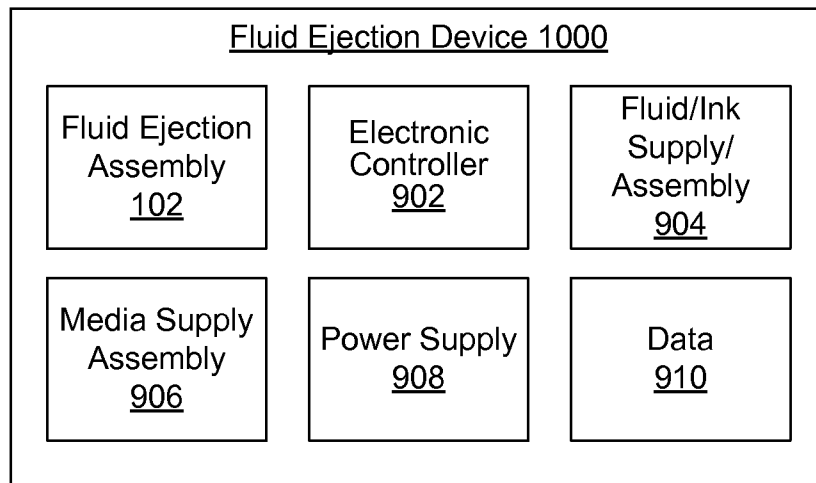 Fluid Ejection Device 1000
Fluid Ejection
Assembly
102
Electronic
Controller
902
Fluid/Ink
Supply/
Assembly
904
Media Supply
Assembly
906
Power Supply
908
Data
910